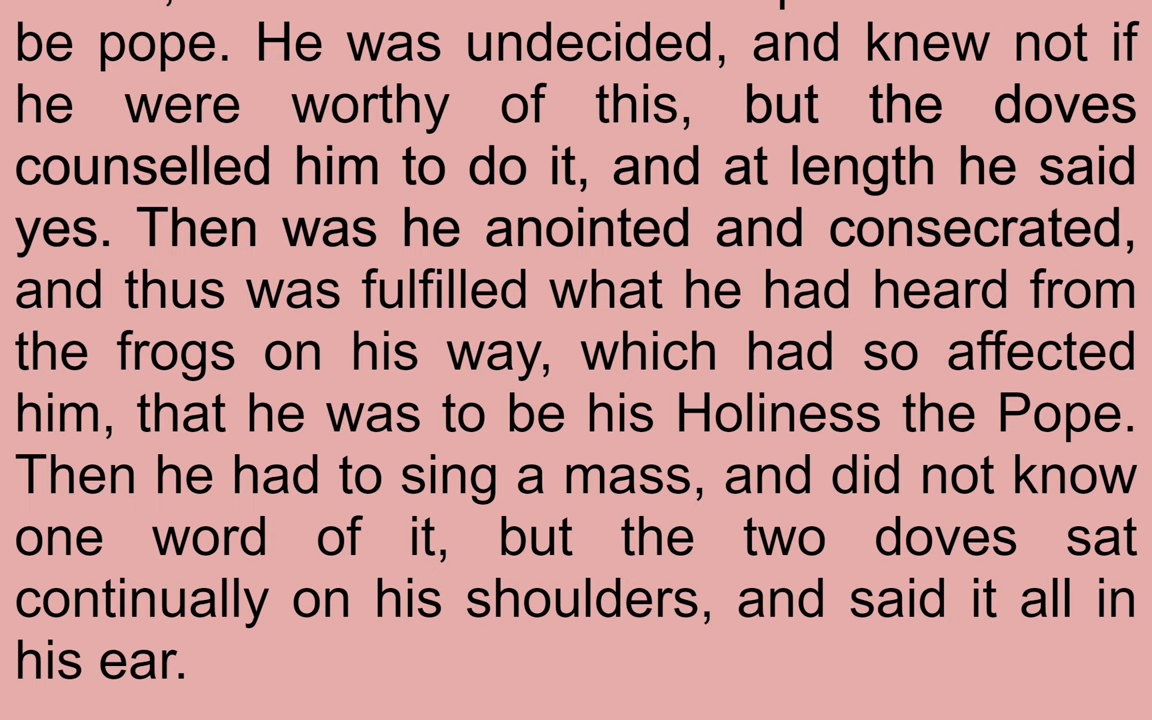 be pope. He was undecided, and knew not if
he were worthy of this, but the doves
counselled him to do it, and at length he said
yes. Then was he anointed and consecrated,
and thus was fulfilled what he had heard from
the frogs on his way, which had so affected
him, that he was to be his Holiness the Pope.
Then he had to sing a mass, and did not know
one word of it, but the two doves sat
continually on his shoulders, and said it all in
his ear.